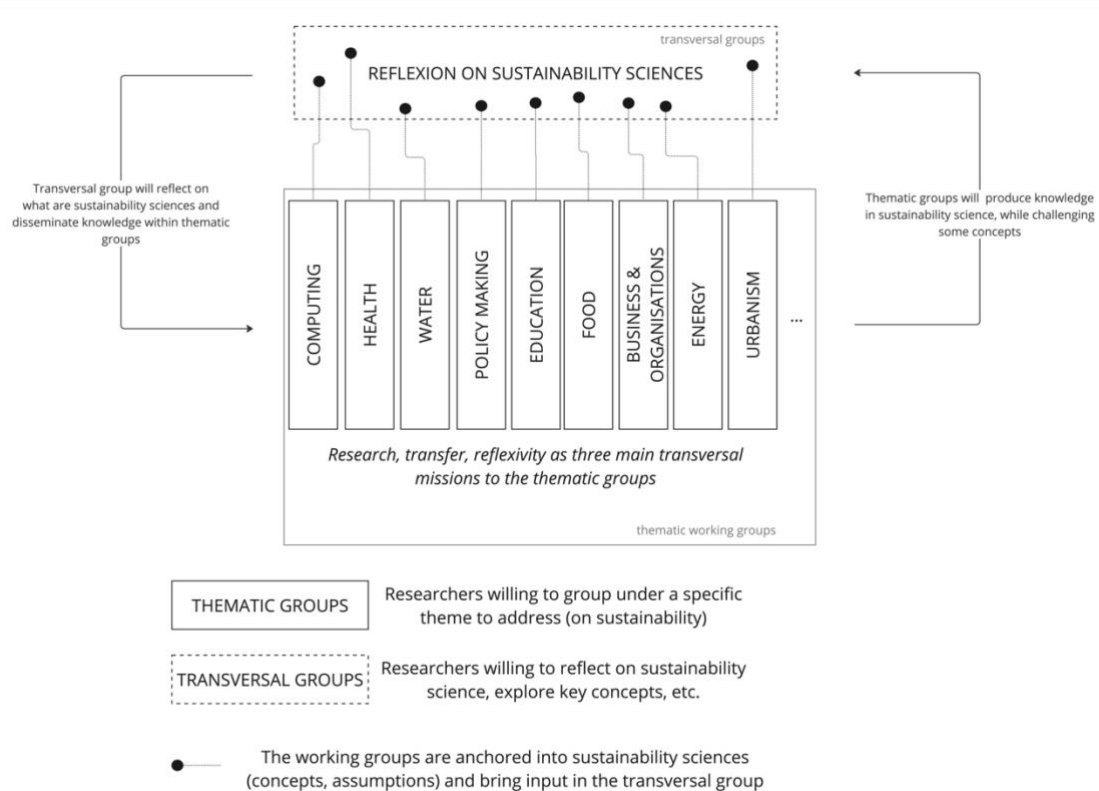 transversal groups
REFLEXION ON SUSTAINABILITY SCIENCES
Transversal group will reflect on
what are sustainability sciences and
disseminate knowledge within thematic
groups
Thematic groups will produce knowledge
in sustainability science, while challenging
some concepts
COMPUTING
HEALTH
WATER
POLICY MAKING
EDUCATION
FOOD
BUSINESS &
ORGANISATIONS
ENERGY
URBANISM
...
Research, transfer, reflexivity as three main transversal
missions to the thematic groups
thematic working groups
THEMATIC GROUPS
Researchers willing to group under a specific
theme to address (on sustainability)
TRANSVERSAL GROUPS
Researchers willing to reflect on sustainability
science, explore key concepts, etc.
The working groups are anchored into sustainability sciences
(concepts, assumptions) and bring input in the transversal group